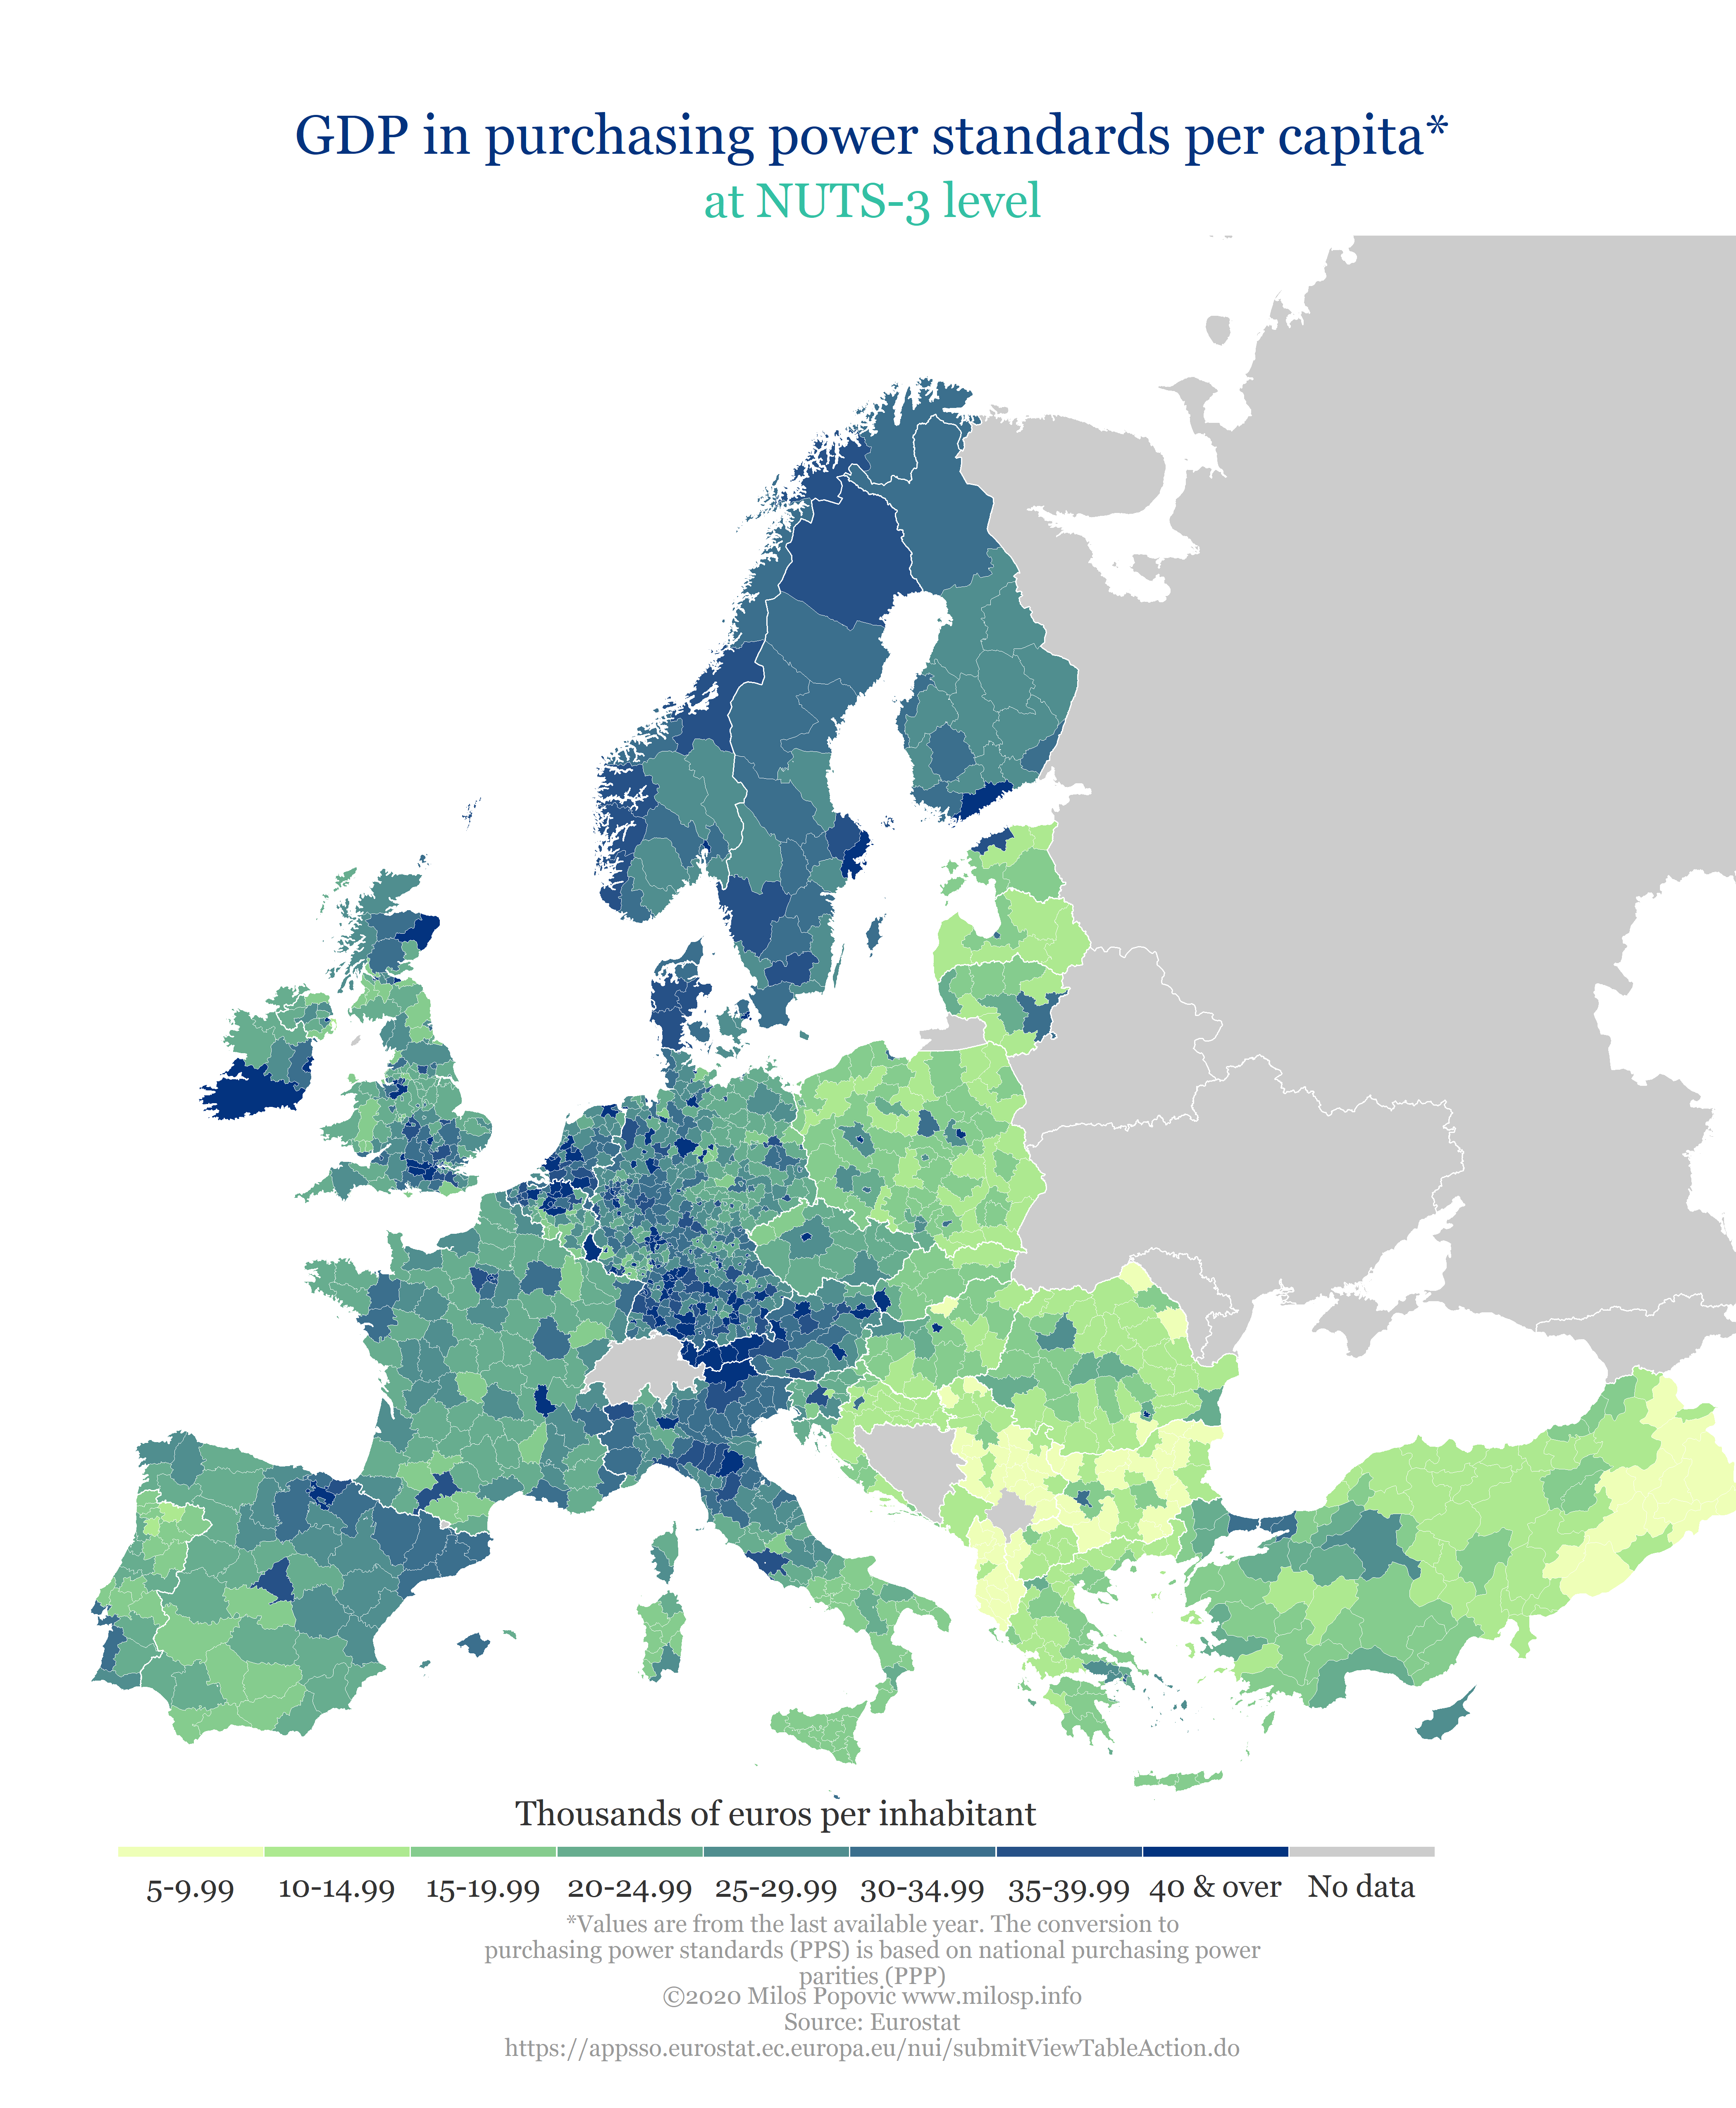 GDP in purchasing power standards per capita*
at NUTS-3 level
Thousands of euros per inhabitant
5-9.99 10-14.99 15-19.99 20-24.99 25-29.99 30-34.99 35-39.99 40 & over No data
*Values are from the last available year. The conversion to
purchasing power standards (PPS) is based on national purchasing power
parities (PPP)
©2020 Milos Popovic www.milosp.info
Source: Eurostat
https://appsso.eurostat.ec.europa.eu/nui/submitViewTableAction.do